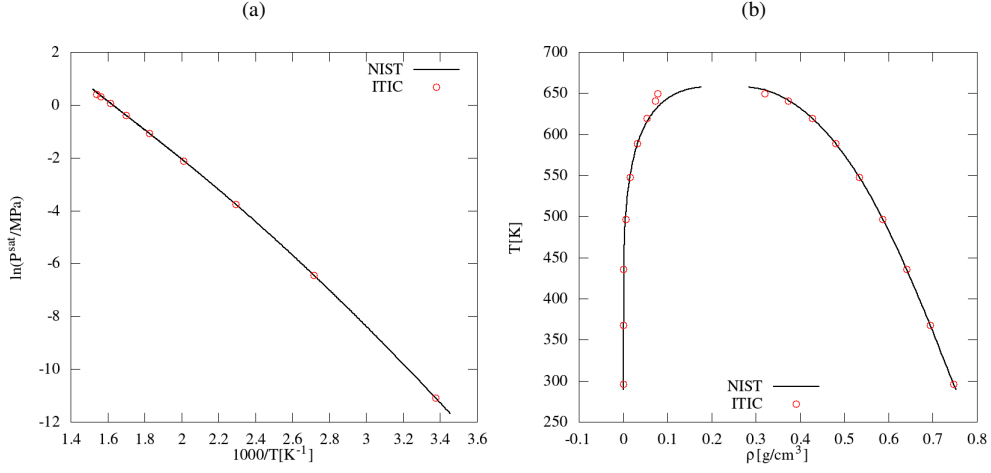 (a)
2
0
-2
-4
-6
-8
-10
-12
1.4 1.6 1.8 2 2.2 2.4 2.6 2.8 3 3.2 3.4 3.6
ln(P^sat/MPa)
1000/T[K^-1]
NIST
ITIC
(b)
700
650
600
550
500
450
400
350
300
250
-0.1 0 0.1 0.2 0.3 0.4 0.5 0.6 0.7 0.8
T[K]
ρ[g/cm^3]
NIST
ITIC